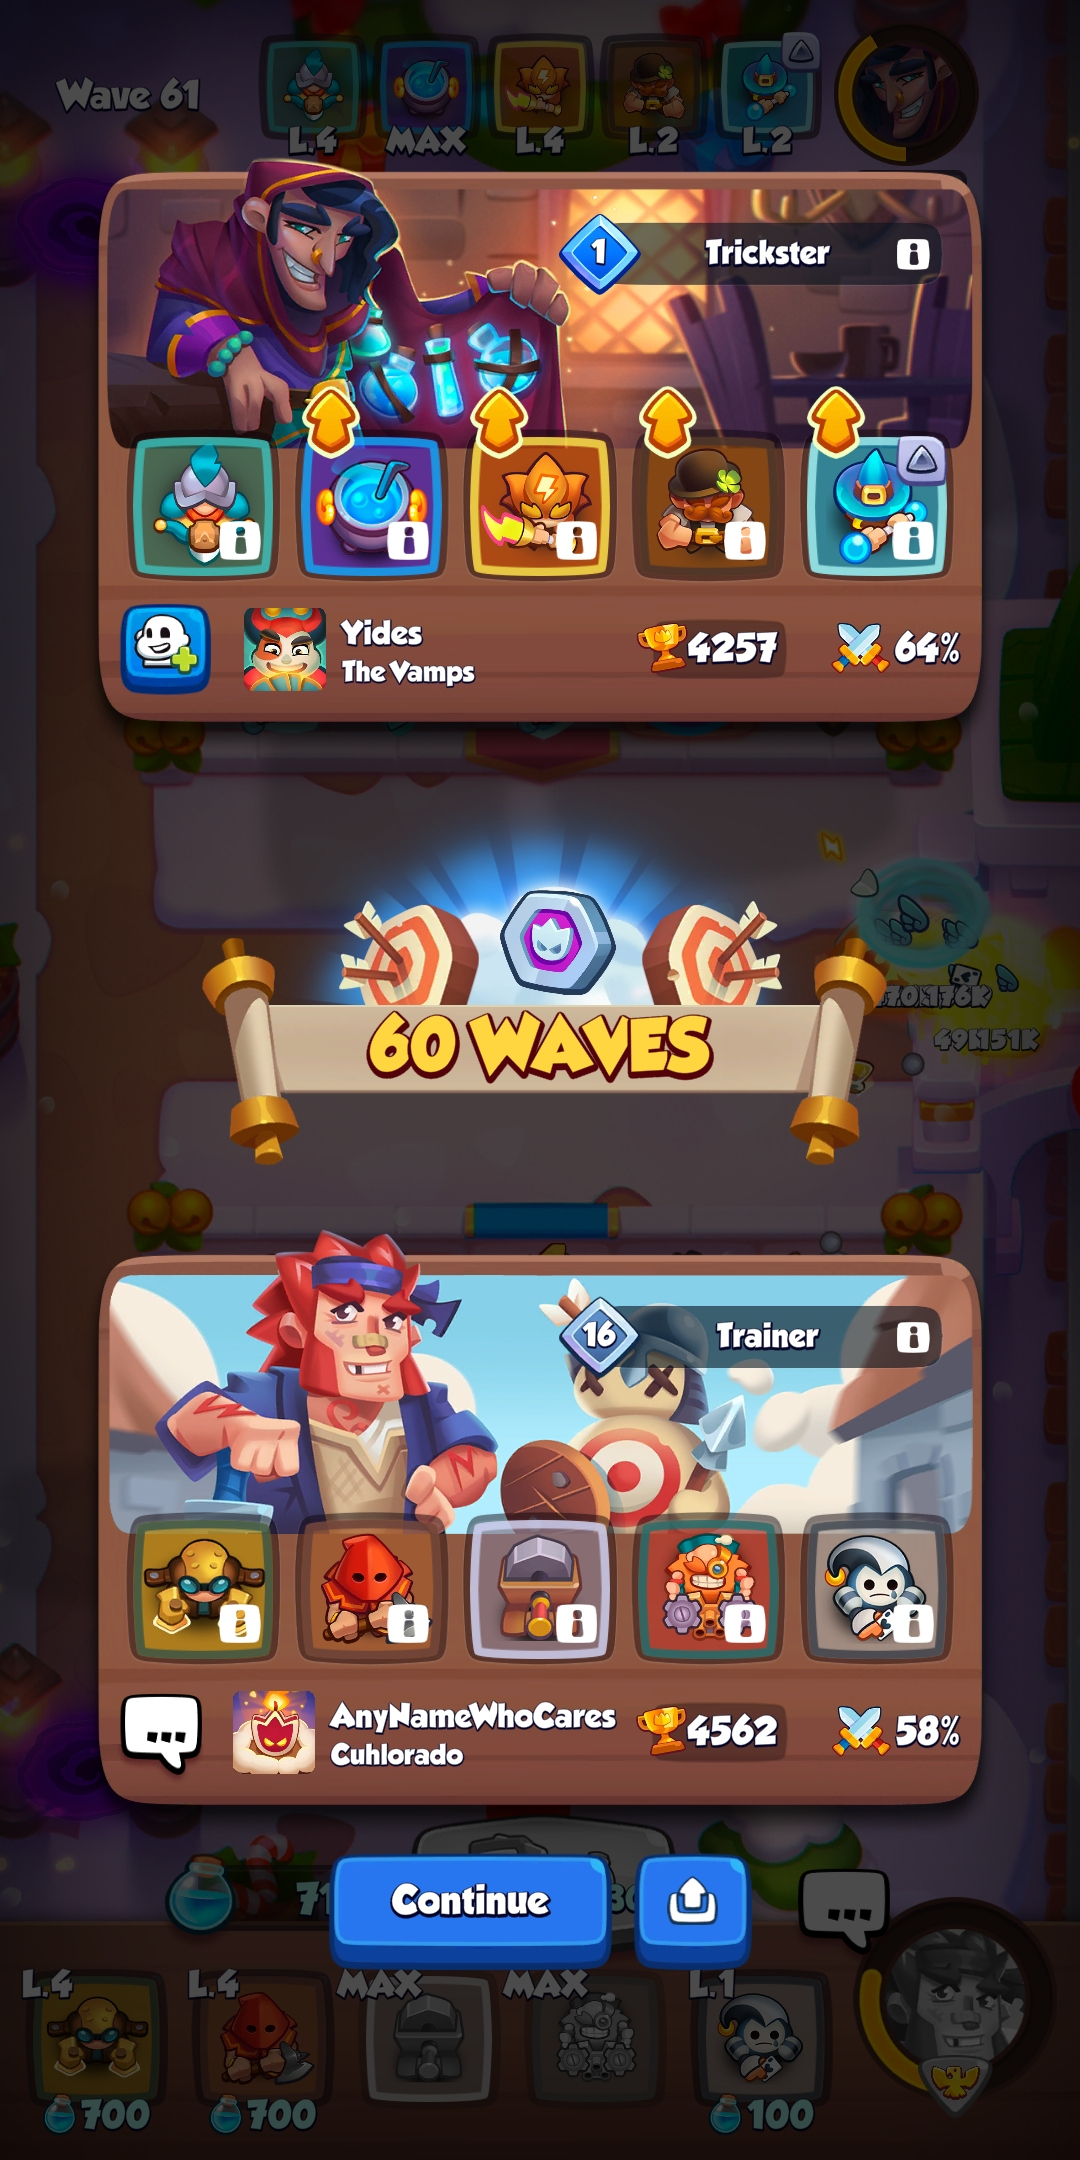 Wave 61
L.4
MAX
L.4
L.2
L.2
1
Trickster
Yides
The Vamps
4257
64%
60 WAVES
16
Trainer
AnyNameWhoCares
Cuhlorado
4562
58%
Continue
L.4
L.4
MAX
MAX
L.1
700
700
100